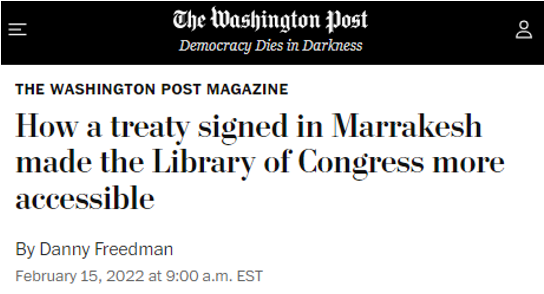 The Washington Post
Democracy Dies in Darkness
THE WASHINGTON POST MAGAZINE
How a treaty signed in Marrakesh
made the Library of Congress more
accessible
By Danny Freedman
February 15, 2022 at 9:00 a.m. EST